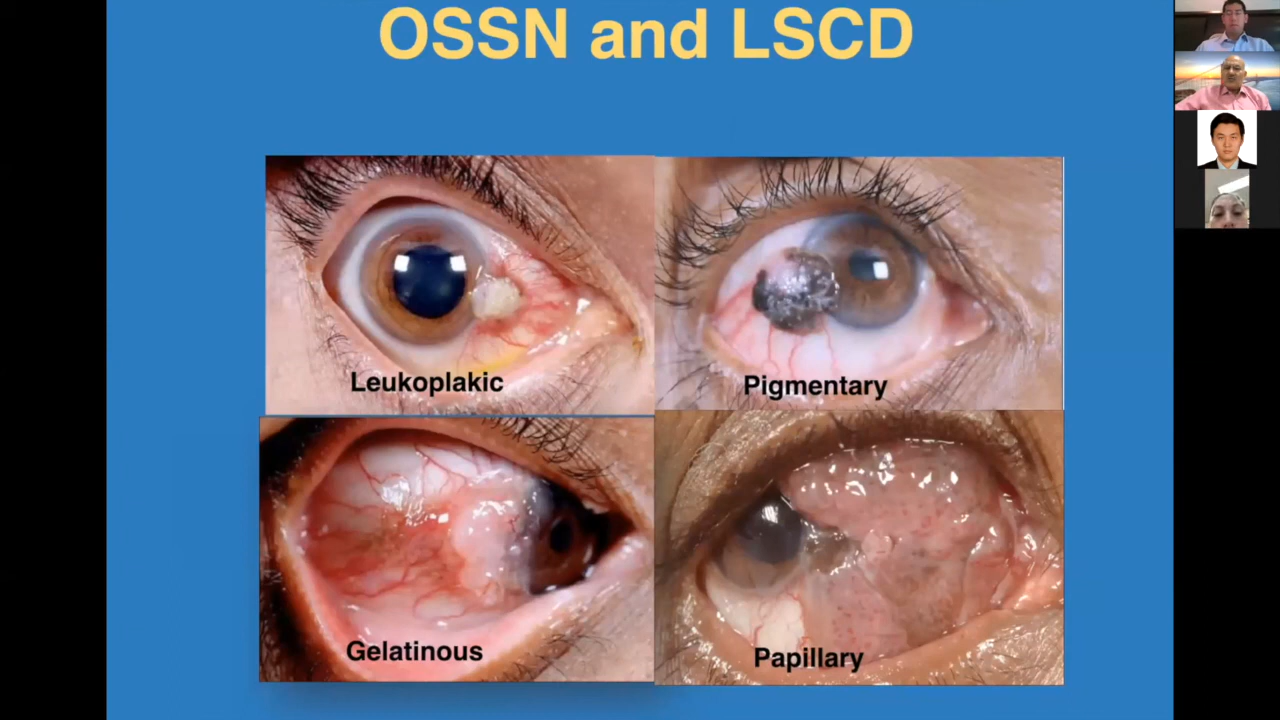 OSSN and LSCD
Leukoplakic
Pigmentary
Gelatinous
Papillary